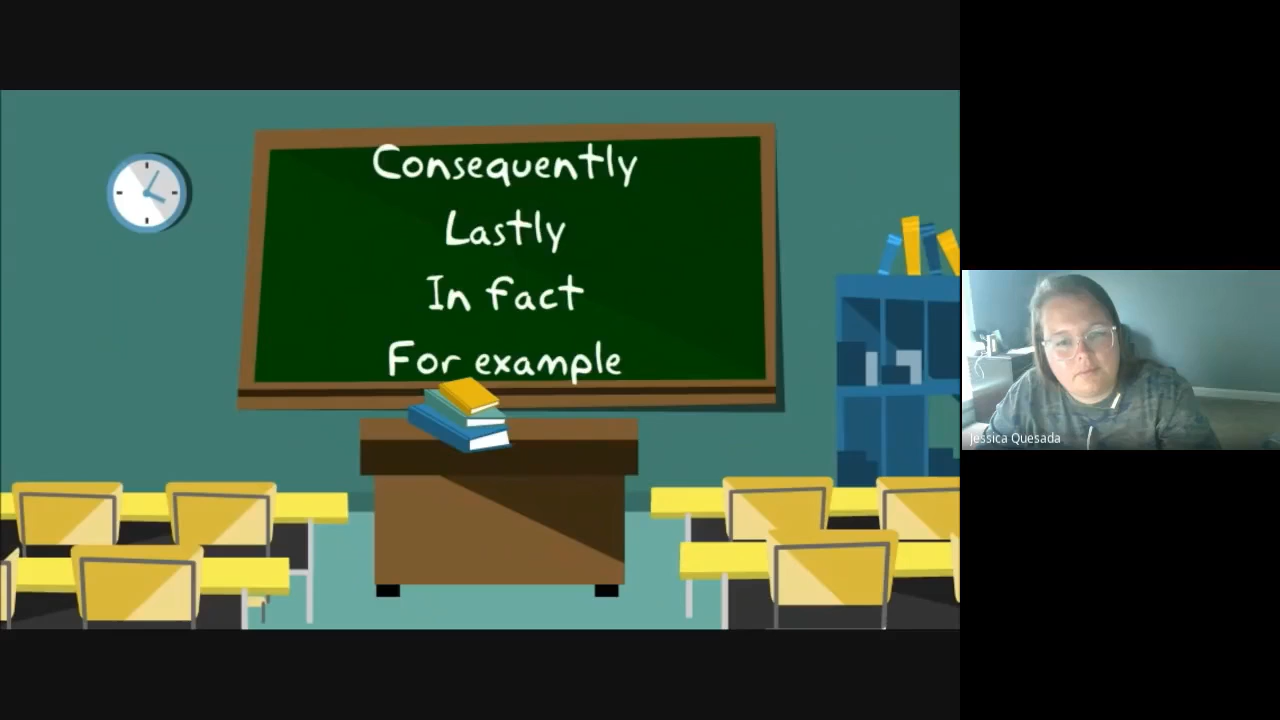 Consequently
Lastly
In fact
For example
Jessica Quesada